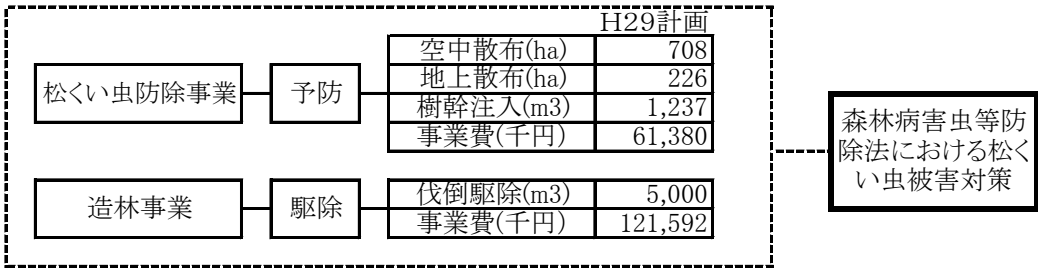 H29計画
空中散布(ha) 708
地上散布(ha) 226
樹幹注入(m3) 1,237
事業費(千円) 61,380
松くい虫防除事業
予防
伐倒駆除(m3) 5,000
事業費(千円) 121,592
造林事業
駆除
森林病害虫等防
除法における松く
い虫被害対策